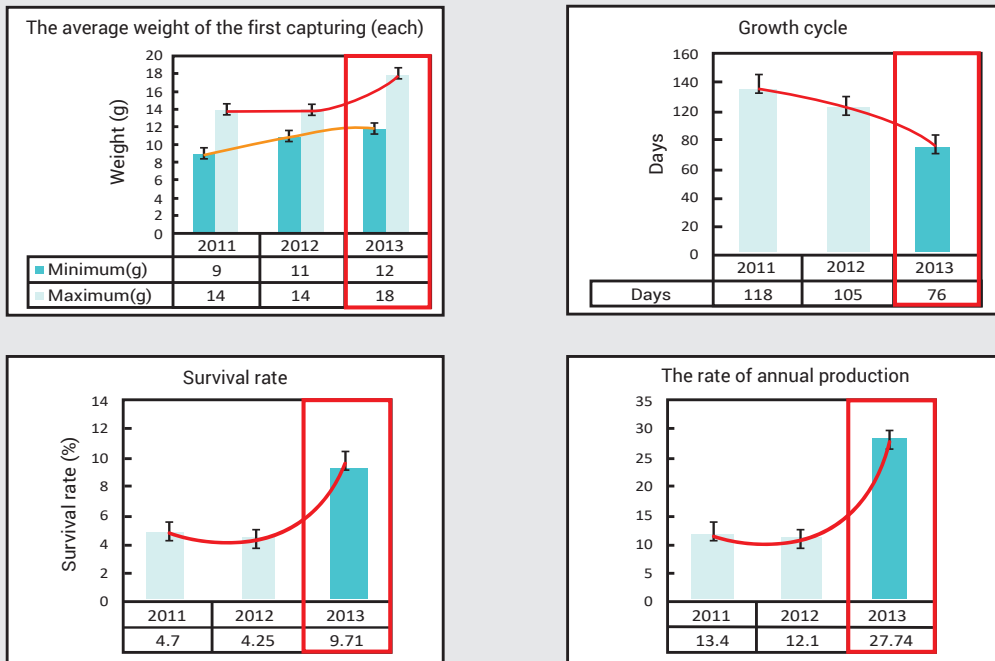 The average weight of the first capturing (each)
20
18
16
14
12
10
8
6
4
2
0
Weight (g)
2011 2012 2013
Minimum(g) 9 11 12
Maximum(g) 14 14 18
Growth cycle
160
140
120
80
60
40
20
0
Days
2011 2012 2013
Days 118 105 76
Survival rate
14
12
10
8
6
4
2
0
Survival rate (%)
2011 2012 2013
4.7 4.25 9.71
The rate of annual production
35
30
25
20
15
10
5
0
2011 2012 2013
13.4 12.1 27.74